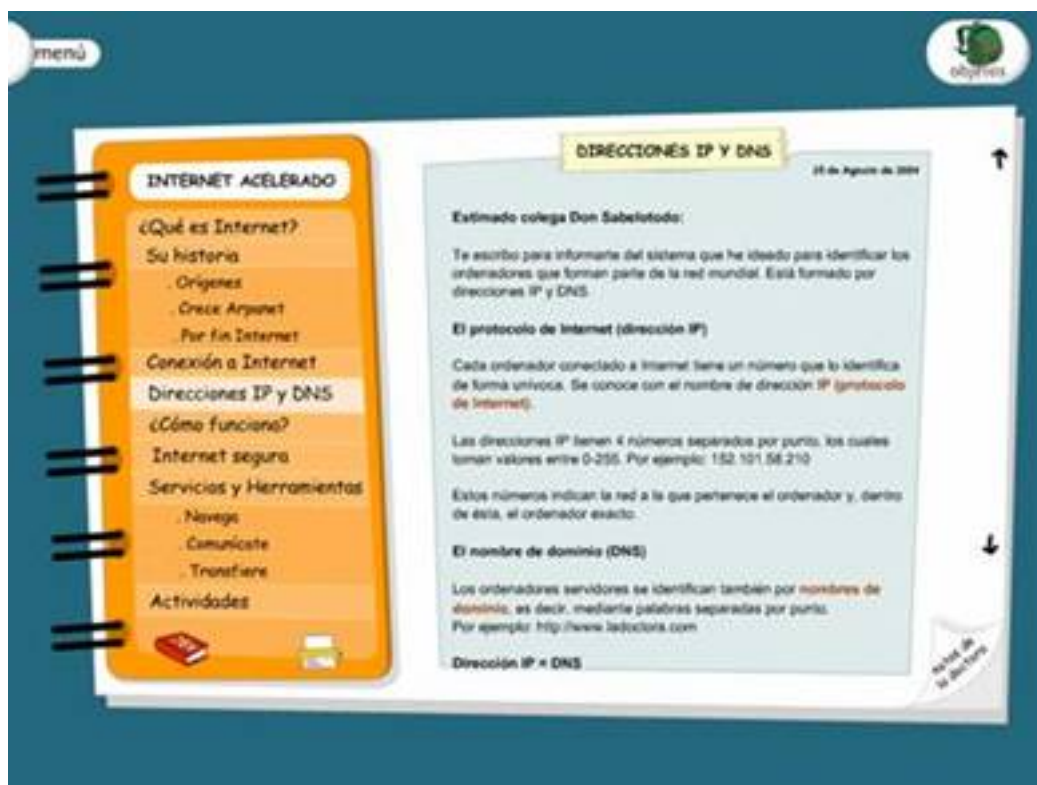 menú
objetivos
INTERNET ACELERADO
¿Qué es Internet?
Su historia
. Orígenes
. Crece Arpanet
. Por fin Internet
Conexión a Internet
Direcciones IP y DNS
¿Cómo funciona?
Internet segura
Servicios y Herramientas
. Navega
. Comunícate
. Transfiere
Actividades
DIRECCIONES IP Y DNS
de Agosto de 2004
Estimado colega Don Sabelotodo:
Te escribo para informarte del sistema que he ideado para identificar los
ordenadores que forman parte de la red mundial. Está formado por
direcciones IP y DNS.
El protocolo de Internet (dirección IP)
Cada ordenador conectado a Internet tiene un número que lo identifica
de forma unívoca. Se conoce con el nombre de dirección IP (protocolo
de Internet).
Las direcciones IP tienen 4 números separados por punto, los cuales
toman valores entre 0-255. Por ejemplo: 152.101.58.210
Estos números indican la red a la que pertenece el ordenador y, dentro
de ésta, el ordenador exacto.
El nombre de dominio (DNS)
Los ordenadores servidores se identifican también por nombres de
dominio, es decir, mediante palabras separadas por punto.
Por ejemplo: http://www.ladoctora.com
Dirección IP = DNS
notas de
la doctora